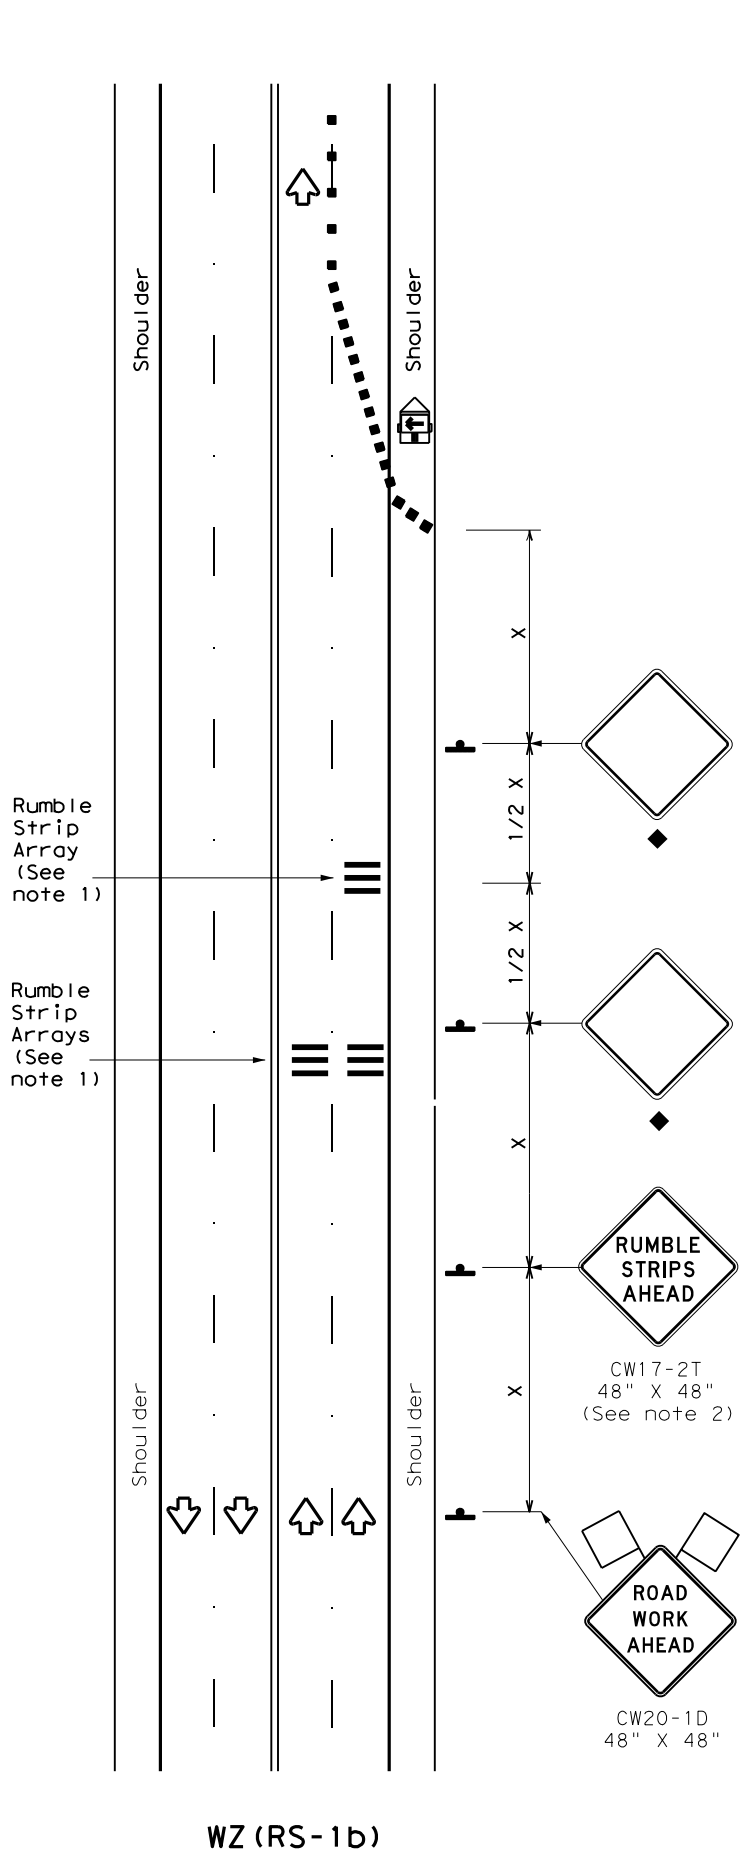 Shoulder
Shoulder
X
1/2 X
Rumble
Strip
Array
(See
note 1)
1/2 X
Rumble
Strip
Arrays
(See
note 1)
X
RUMBLE
STRIPS
AHEAD
CW17-2T
48" X 48"
(See note 2)
X
Shoulder
Shoulder
ROAD
WORK
AHEAD
CW20-1D
48" X 48"
WZ(RS-1b)